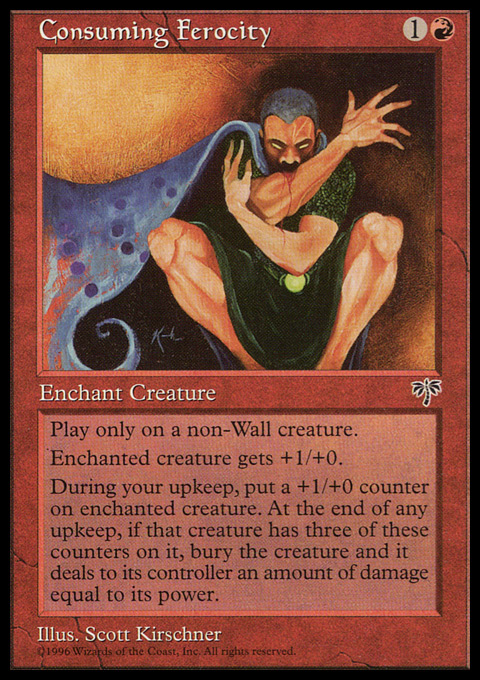 Consuming Ferocity 1
Enchant Creature
Play only on a non-Wall creature.
Enchanted creature gets +1/+0.
During your upkeep, put a +1/+0 counter
on enchanted creature. At the end of any
upkeep, if that creature has three of these
counters on it, bury the creature and it
deals to its controller an amount of damage
equal to its power.
Illus. Scott Kirschner
©1996 Wizards of the Coast, Inc. All rights reserved.